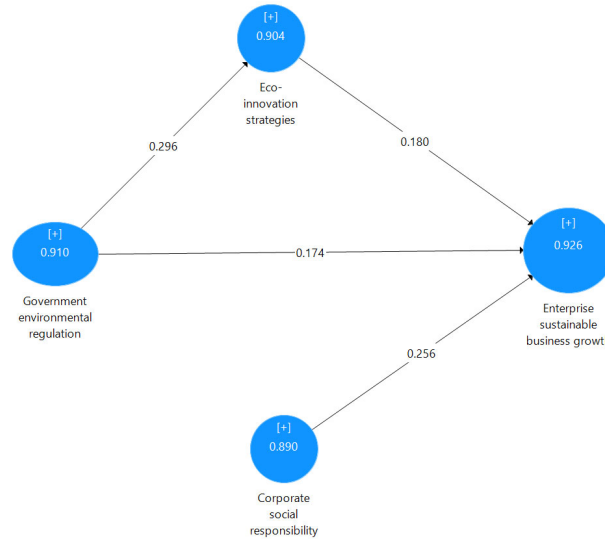 [+]
0.904
Eco-
innovation
strategies
0.296
0.180
[+]
0.910
Government
environmental
regulation
0.174
[+]
0.926
Enterprise
sustainable
business growth
0.256
[+]
0.890
Corporate
social
responsibility